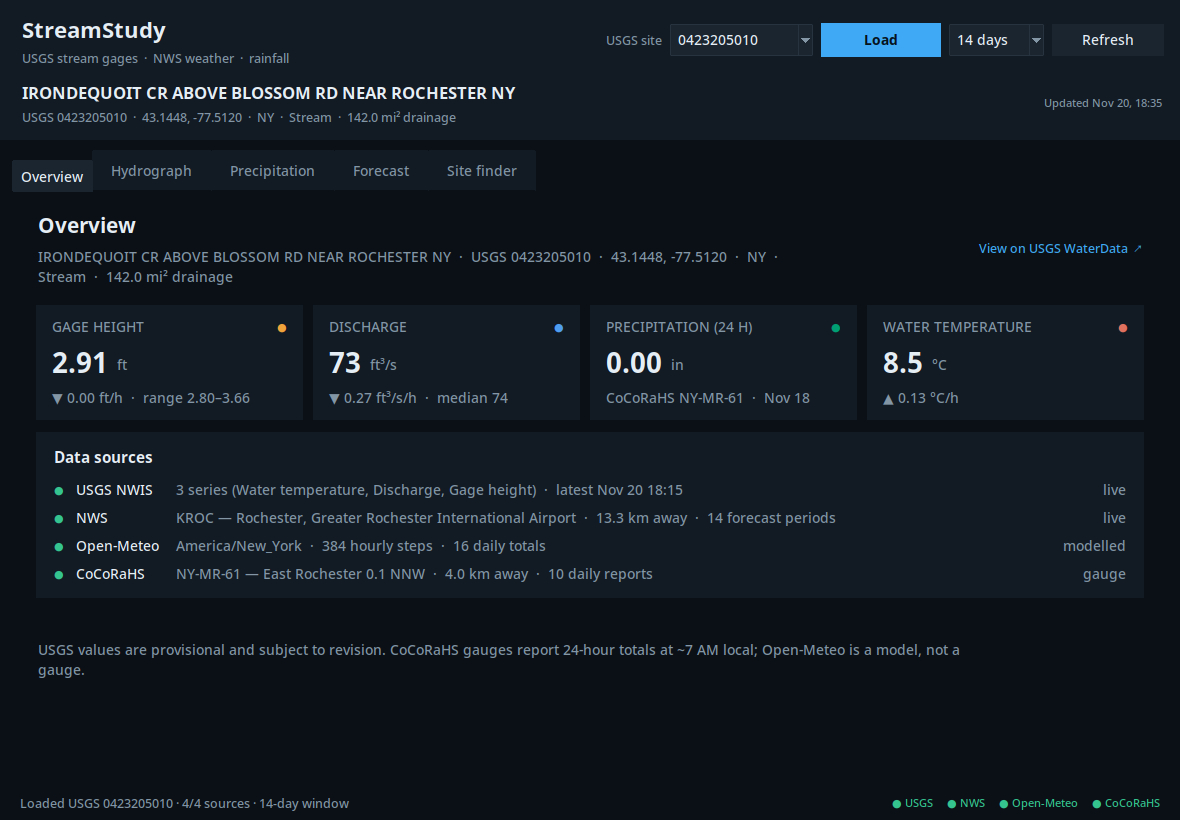 StreamStudy
USGS stream gages · NWS weather · rainfall
USGS site 0423205010 Load 14 days Refresh
IRONDEQUOIT CR ABOVE BLOSSOM RD NEAR ROCHESTER NY
USGS 0423205010 · 43.1448, -77.5120 · NY · Stream · 142.0 mi² drainage
Updated Nov 20, 18:35
Overview Hydrograph Precipitation Forecast Site finder
Overview
IRONDEQUOIT CR ABOVE BLOSSOM RD NEAR ROCHESTER NY · USGS 0423205010 · 43.1448, -77.5120 · NY ·
Stream · 142.0 mi² drainage
View on USGS WaterData ↗
GAGE HEIGHT
2.91 ft
▼ 0.00 ft/h · range 2.80–3.66
DISCHARGE
73 ft³/s
▼ 0.27 ft³/s/h · median 74
PRECIPITATION (24 H)
0.00 in
CoCoRaHS NY-MR-61 · Nov 18
WATER TEMPERATURE
8.5 °C
▲ 0.13 °C/h
Data sources
USGS NWIS 3 series (Water temperature, Discharge, Gage height) · latest Nov 20 18:15 live
NWS KROC — Rochester, Greater Rochester International Airport · 13.3 km away · 14 forecast periods live
Open-Meteo America/New_York · 384 hourly steps · 16 daily totals modelled
CoCoRaHS NY-MR-61 — East Rochester 0.1 NNW · 4.0 km away · 10 daily reports gauge
USGS values are provisional and subject to revision. CoCoRaHS gauges report 24-hour totals at ~7 AM local; Open-Meteo is a model, not a
gauge.
Loaded USGS 0423205010 · 4/4 sources · 14-day window
USGS NWS Open-Meteo CoCoRaHS